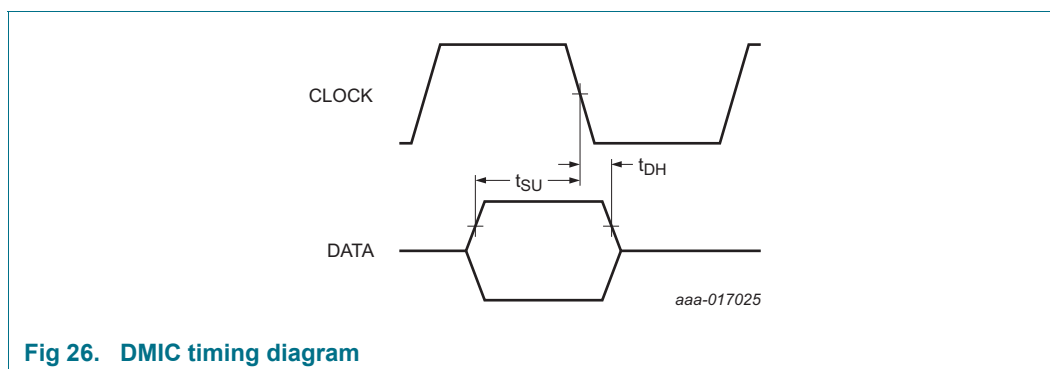 CLOCK
tDH
tSU
DATA
aaa-017025
Fig 26. DMIC timing diagram